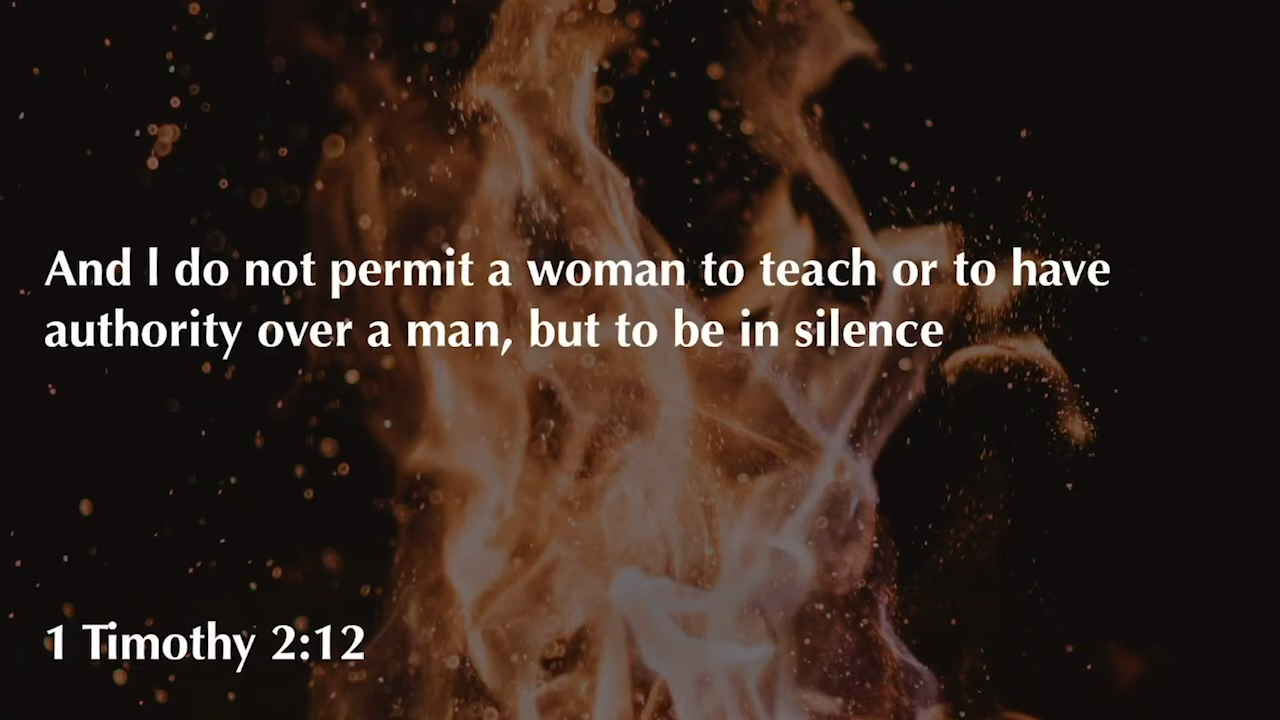 And I do not permit a woman to teach or to have
authority over a man, but to be in silence
1 Timothy 2:12